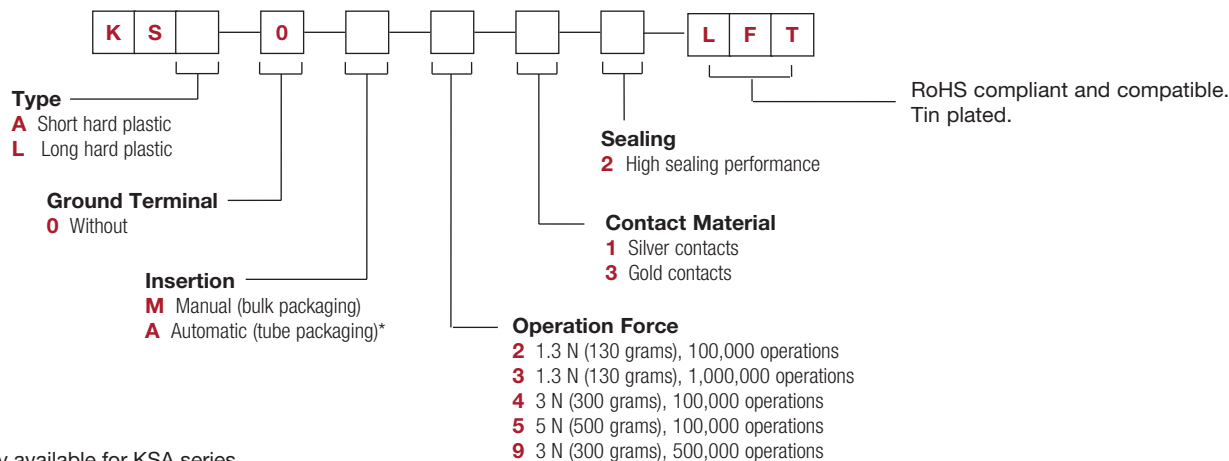 K S 0 L F T
RoHS compliant and compatible.
Tin plated.
Type
A Short hard plastic
L Long hard plastic
Sealing
2 High sealing performance
Ground Terminal
0 Without
Contact Material
1 Silver contacts
3 Gold contacts
Insertion
M Manual (bulk packaging)
A Automatic (tube packaging)*
Operation Force
2 1.3 N (130 grams), 100,000 operations
3 1.3 N (130 grams), 1,000,000 operations
4 3 N (300 grams), 100,000 operations
5 5 N (500 grams), 100,000 operations
9 3 N (300 grams), 500,000 operations
available for KSA series